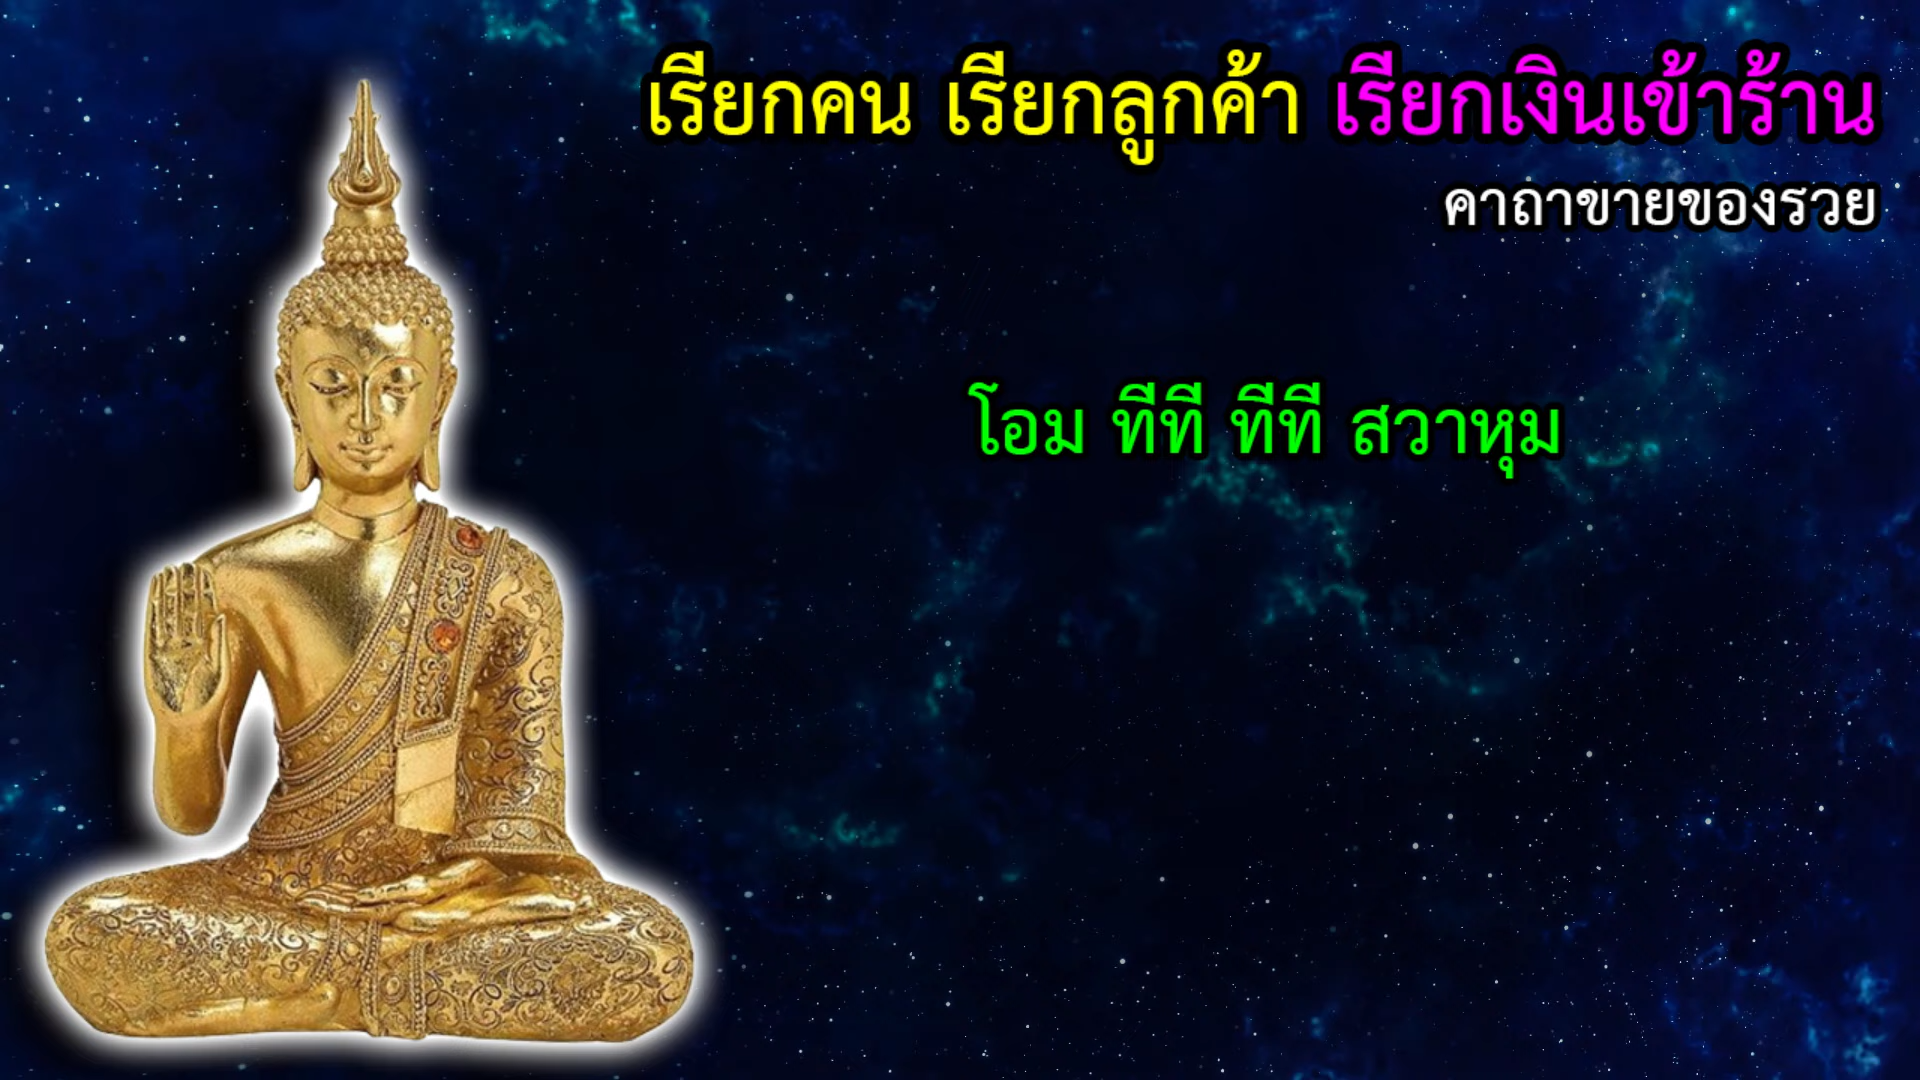 เรียกคน เรียกลูกค้า เรียกเงินเข้าร้าน
คาถาขายของรวย
โอม ทีที ทีที สวาหุม